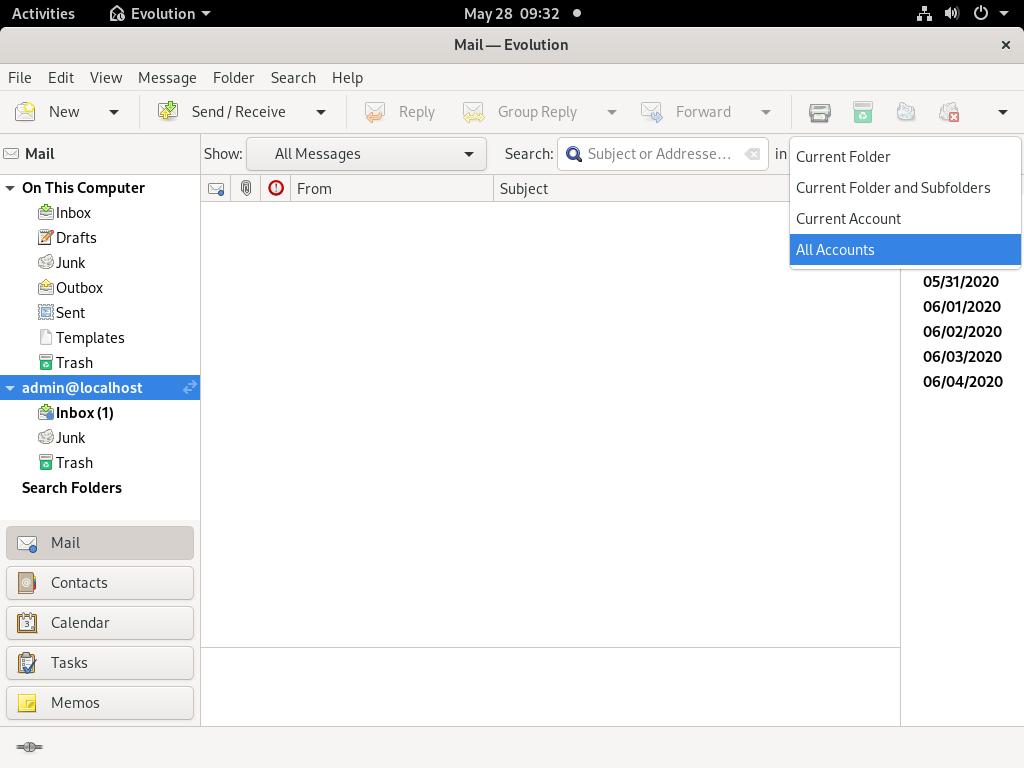 Activities Evolution May 28 09:32
Mail — Evolution
File Edit View Message Folder Search Help
New Send / Receive Reply Group Reply Forward
Mail Show: All Messages Search: Subject or Addresse… in
Current Folder
Current Folder and Subfolders
Current Account
All Accounts
From Subject
On This Computer
Inbox
Drafts
Junk
Outbox
Sent
Templates
Trash
admin@localhost
Inbox (1)
Junk
Trash
Search Folders
05/31/2020
06/01/2020
06/02/2020
06/03/2020
06/04/2020
Mail
Contacts
Calendar
Tasks
Memos